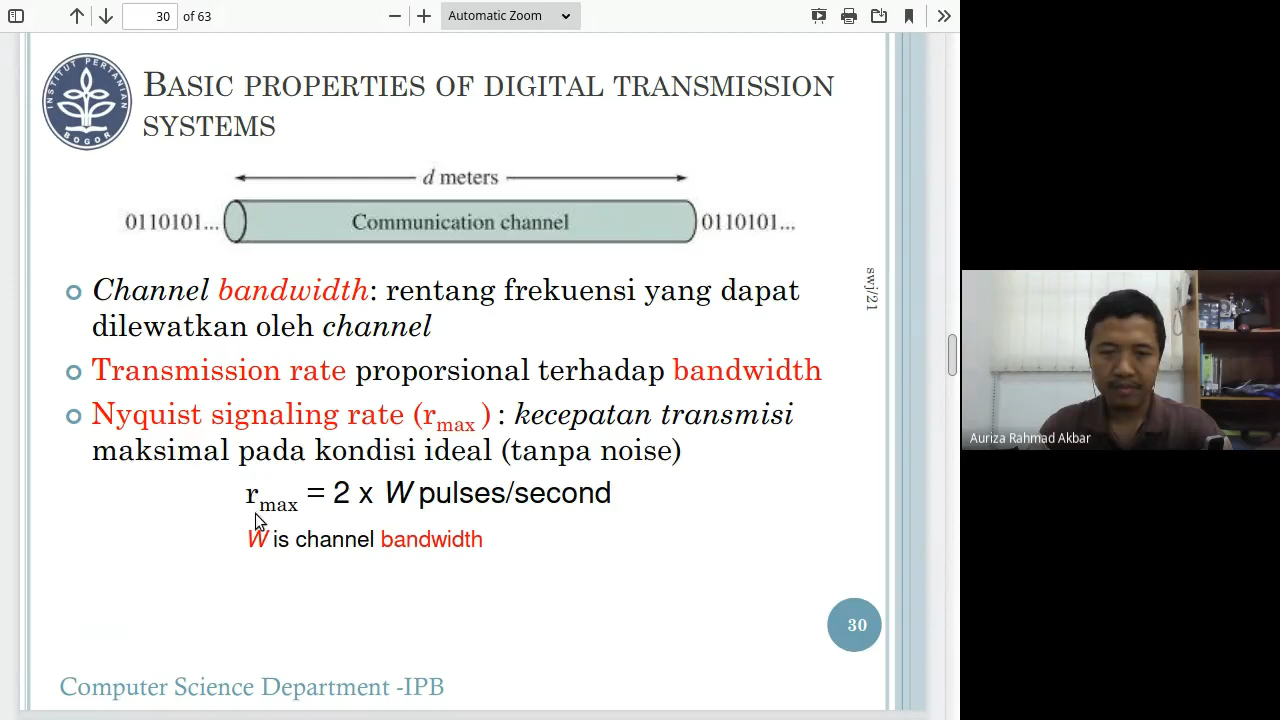 30 of 63
Automatic Zoom
INSTITUT PERTANIAN
BOGOR
BASIC PROPERTIES OF DIGITAL TRANSMISSION
SYSTEMS
d meters
0110101... Communication channel 0110101...
Channel bandwidth: rentang frekuensi yang dapat
dilewatkan oleh channel
swj/21
Transmission rate proporsional terhadap bandwidth
Nyquist signaling rate (rmax ) : kecepatan transmisi
maksimal pada kondisi ideal (tanpa noise)
rmax = 2 x W pulses/second
W is channel bandwidth
30
Computer Science Department -IPB
Auriza Rahmad Akbar